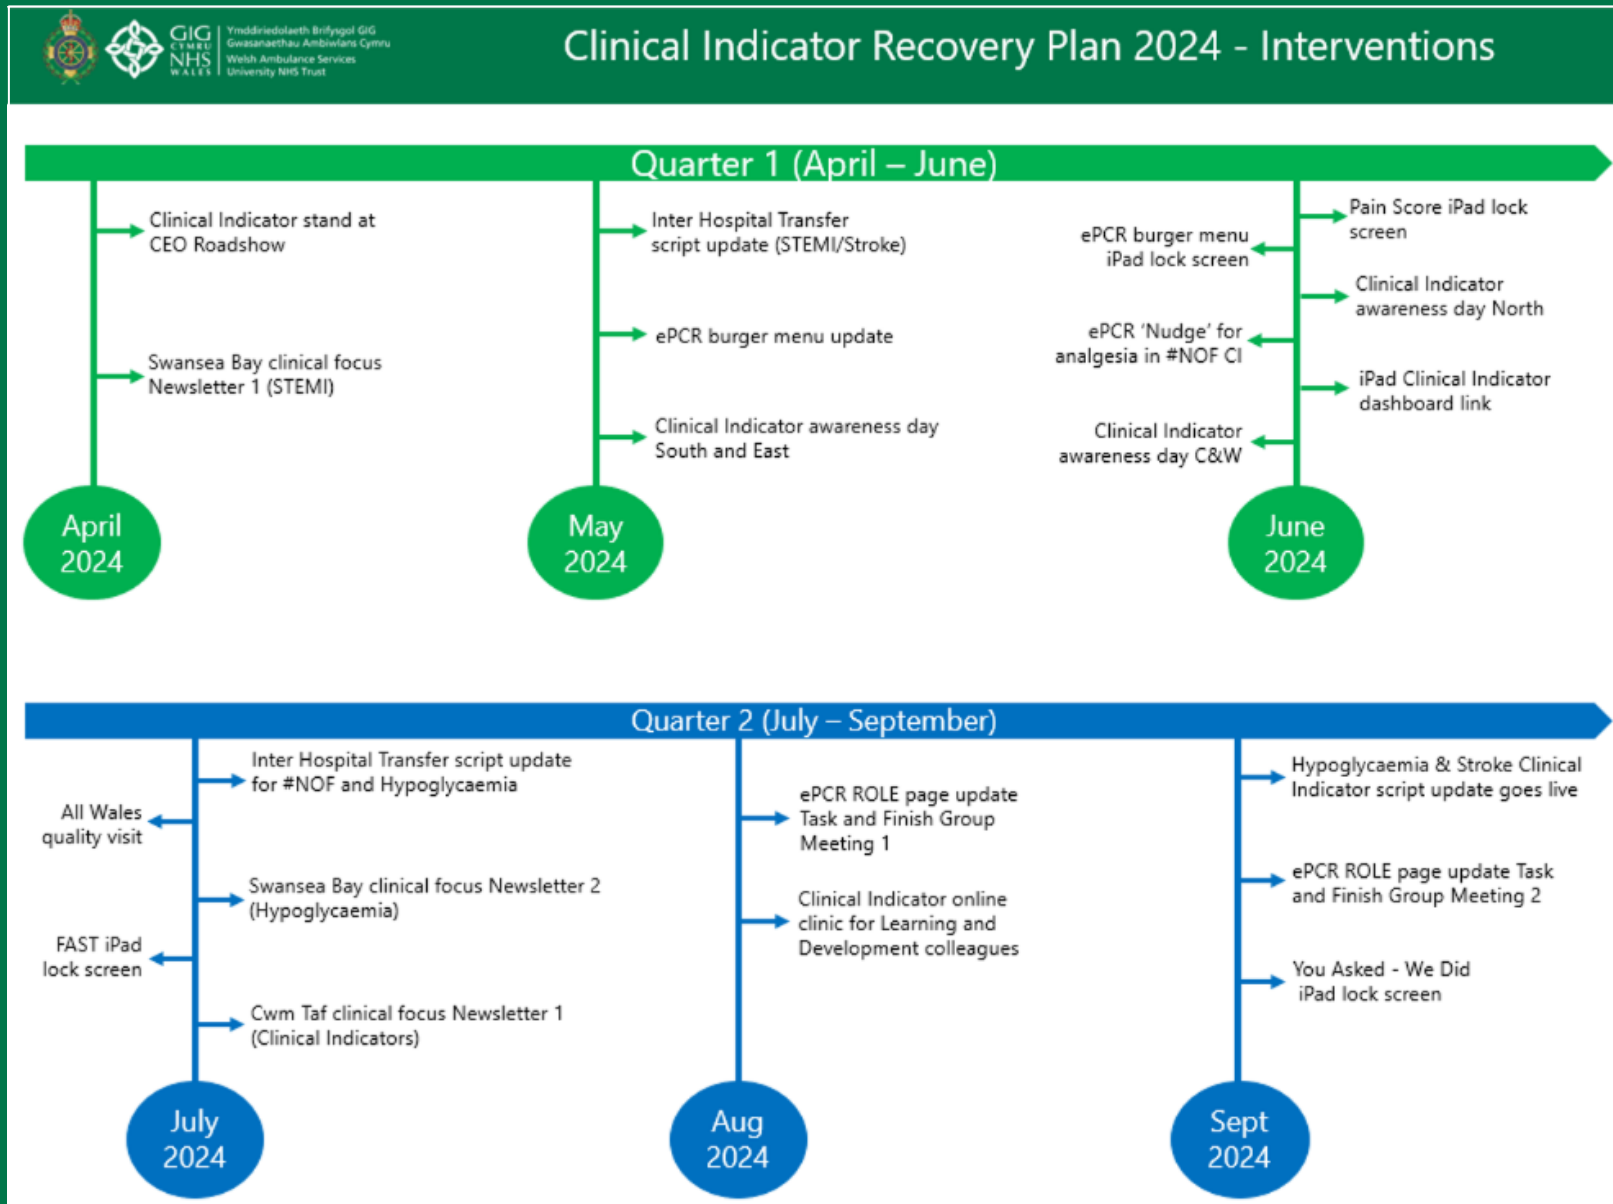 GIG
CYMRU
NHS
WALES
Ymddiriedolaeth Brifysgol GIG
Gwasanaethau Ambiwlans Cymru
Welsh Ambulance Services
University NHS Trust
Clinical Indicator Recovery Plan 2024 - Interventions
Quarter 1 (April – June)
Clinical Indicator stand at
CEO Roadshow
Swansea Bay clinical focus
Newsletter 1 (STEMI)
April
2024
Inter Hospital Transfer
script update (STEMI/Stroke)
ePCR burger menu update
Clinical Indicator awareness day
South and East
May
2024
Pain Score iPad lock
screen
ePCR burger menu
iPad lock screen
Clinical Indicator
awareness day North
ePCR ‘Nudge’ for
analgesia in #NOF CI
iPad Clinical Indicator
dashboard link
Clinical Indicator
awareness day C&W
June
2024
Quarter 2 (July – September)
Inter Hospital Transfer script update
for #NOF and Hypoglycaemia
All Wales
quality visit
Swansea Bay clinical focus Newsletter 2
(Hypoglycaemia)
FAST iPad
lock screen
Cwm Taf clinical focus Newsletter 1
(Clinical Indicators)
July
2024
ePCR ROLE page update
Task and Finish Group
Meeting 1
Clinical Indicator online
clinic for Learning and
Development colleagues
Aug
2024
Hypoglycaemia & Stroke Clinical
Indicator script update goes live
ePCR ROLE page update Task
and Finish Group Meeting 2
You Asked - We Did
iPad lock screen
Sept
2024